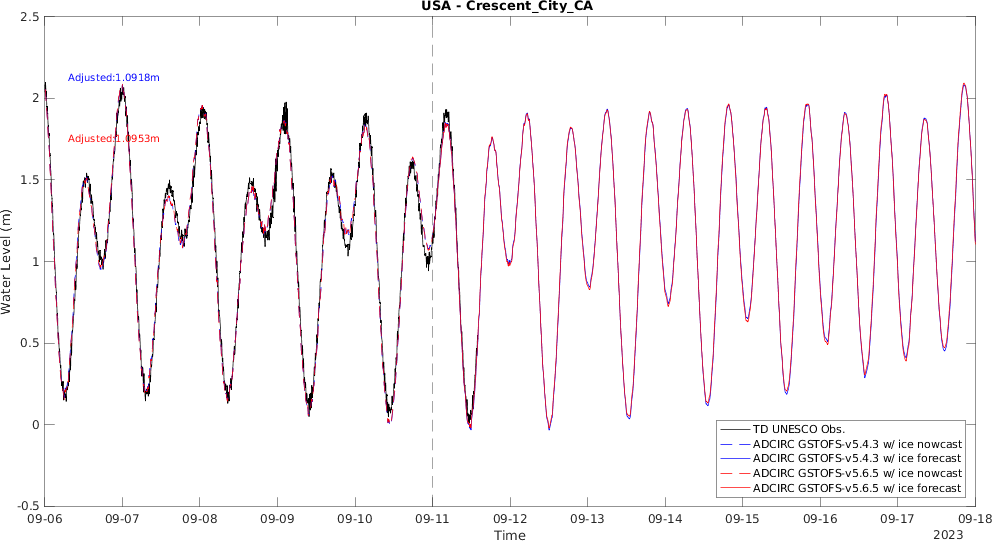 USA - Crescent_City_CA
2.5
2
1.5
1
0.5
0
-0.5
Water Level (m)
Adjusted:1.0918m
Adjusted:1.0953m
TD UNESCO Obs.
ADCIRC GSTOFS-v5.4.3 w/ ice nowcast
ADCIRC GSTOFS-v5.4.3 w/ ice forecast
ADCIRC GSTOFS-v5.6.5 w/ ice nowcast
ADCIRC GSTOFS-v5.6.5 w/ ice forecast
09-06 09-07 09-08 09-09 09-10 09-11 09-12 09-13 09-14 09-15 09-16 09-17 09-18
Time
2023